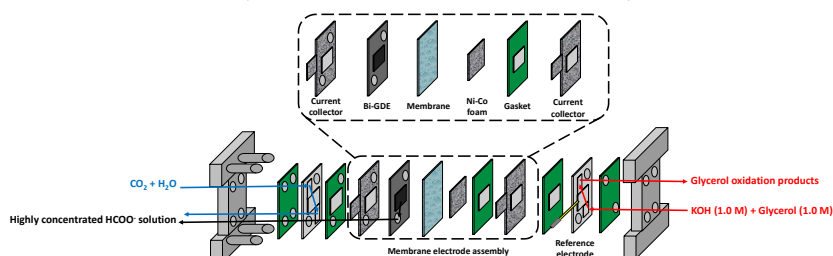 Current
collector
Bi-GDE
Membrane
Ni-Co
foam
Gasket
Current
collector
CO2 + H2O
Highly concentrated HCOO- solution
Glycerol oxidation products
KOH (1.0 M) + Glycerol (1.0 M)
Membrane electrode assembly
Reference
electrode